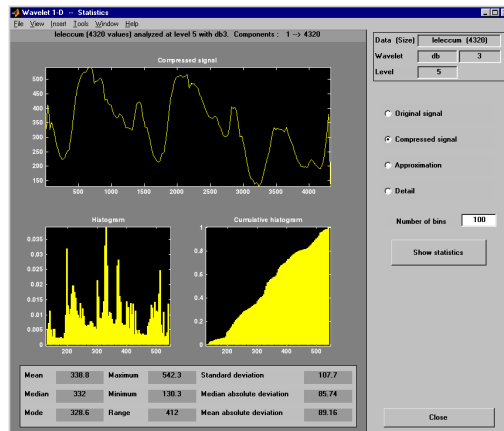 Wavelet 1-D -- Statistics
File View Insert Tools Window Help
leleccum (4320 values) analyzed at level 5 with db3. Components : 1 --> 4320
Data (Size) leleccum (4320)
Wavelet db 3
Level 5
Compressed signal
500
450
400
350
300
250
200
150
500 1000 1500 2000 2500 3000 3500 4000
Original signal
Compressed signal
Approximation
Detail
Number of bins 100
Show statistics
Histogram
0.035
0.03
0.025
0.02
0.015
0.01
0.005
0
200 300 400 500
Cumulative histogram
1
0.8
0.6
0.4
0.2
0
200 300 400 500
Mean 338.8 Maximum 542.3 Standard deviation 107.7
Median 332 Minimum 130.3 Median absolute deviation 85.74
Mode 328.6 Range 412 Mean absolute deviation 89.16
Close